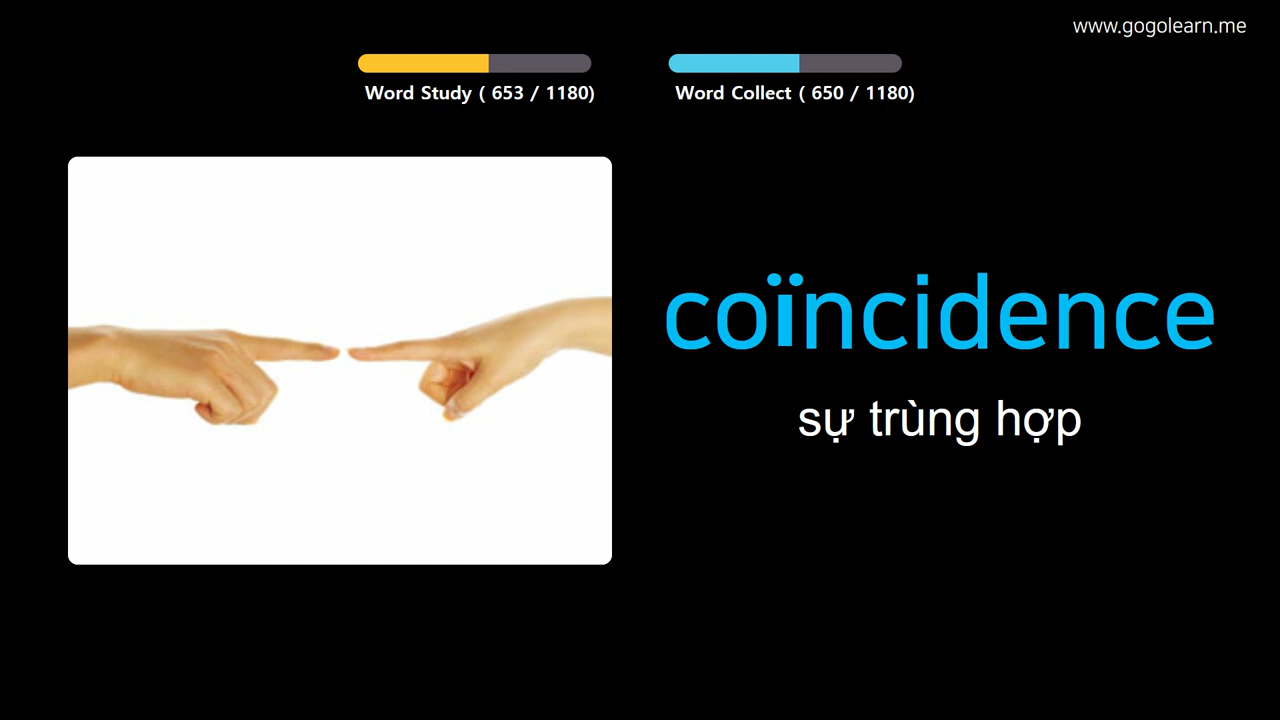 www.gogolearn.me
Word Study ( 653 / 1180)
Word Collect ( 650 / 1180)
coïncidence
sự trùng hợp